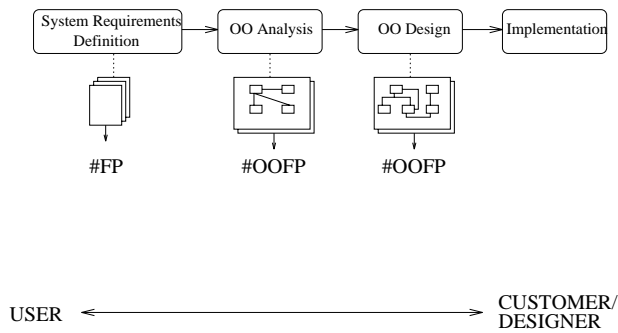 System Requirements
Definition
OO Analysis
OO Design
Implementation
#FP
#OOFP
#OOFP
USER
CUSTOMER/
DESIGNER